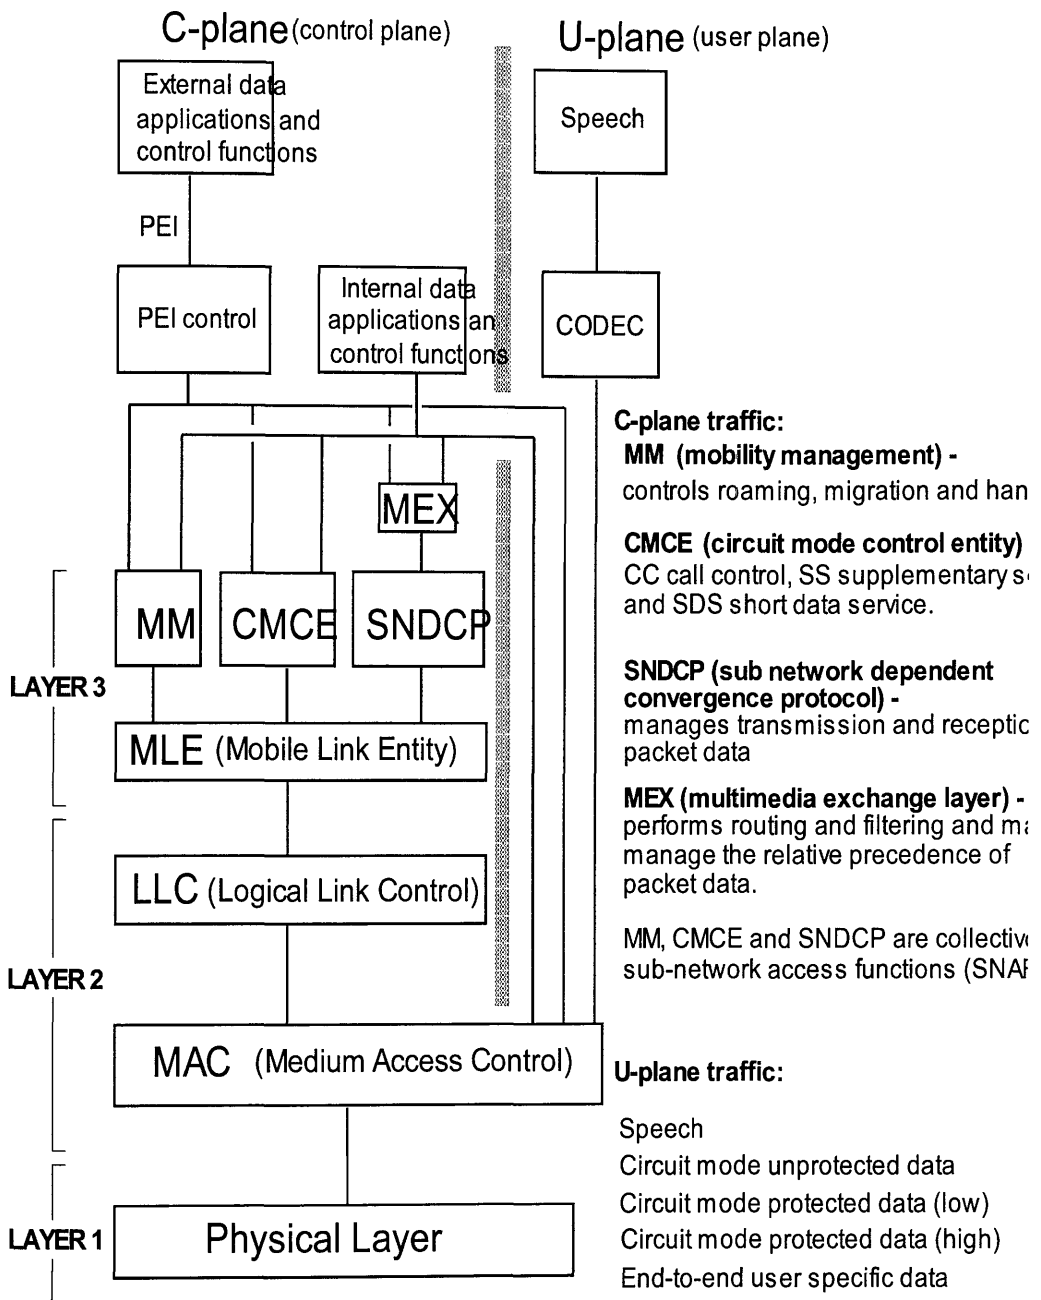 C-plane (control plane)
U-plane (user plane)
External data
applications and
control functions
Speech
PEI
PEI control
Internal data
applications an
control functions
CODEC
C-plane traffic:
MM (mobility management) -
controls roaming, migration and han
MEX
CMCE (circuit mode control entity)
CC call control, SS supplementary s
and SDS short data service.
MM
CMCE
SNDCP
LAYER 3
SNDCP (sub network dependent
convergence protocol) -
manages transmission and receptic
packet data
MLE (Mobile Link Entity)
MEX (multimedia exchange layer) -
performs routing and filtering and ma
manage the relative precedence of
packet data.
LLC (Logical Link Control)
MM, CMCE and SNDCP are collective
sub-network access functions (SNAF
LAYER 2
MAC (Medium Access Control)
U-plane traffic:
Speech
Circuit mode unprotected data
Circuit mode protected data (low)
LAYER 1
Physical Layer
Circuit mode protected data (high)
End-to-end user specific data